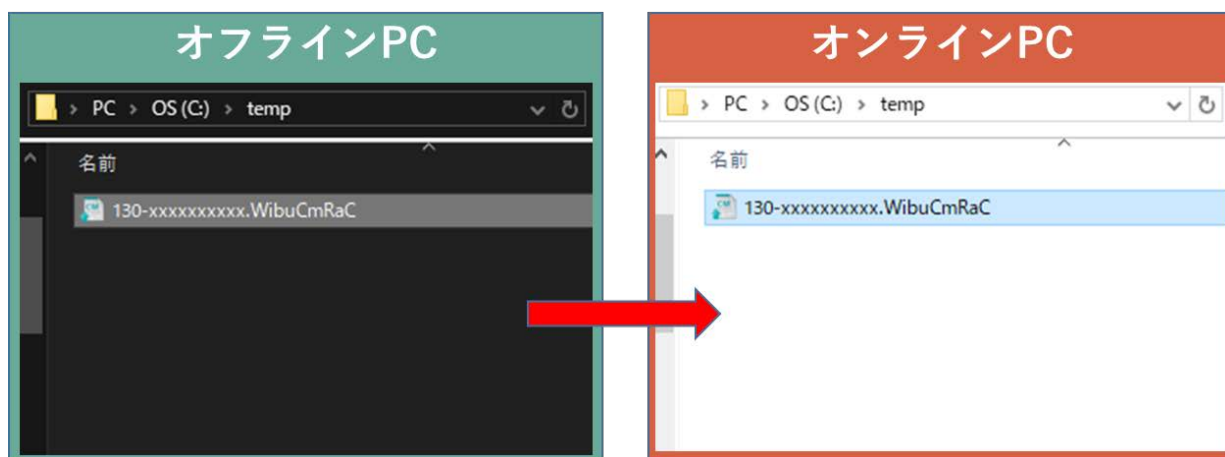 オフラインPC
PC › OS (C:) › temp
名前
130-xxxxxxxxxx.WibuCmRaC
オンラインPC
PC › OS (C:) › temp
名前
130-xxxxxxxxxx.WibuCmRaC